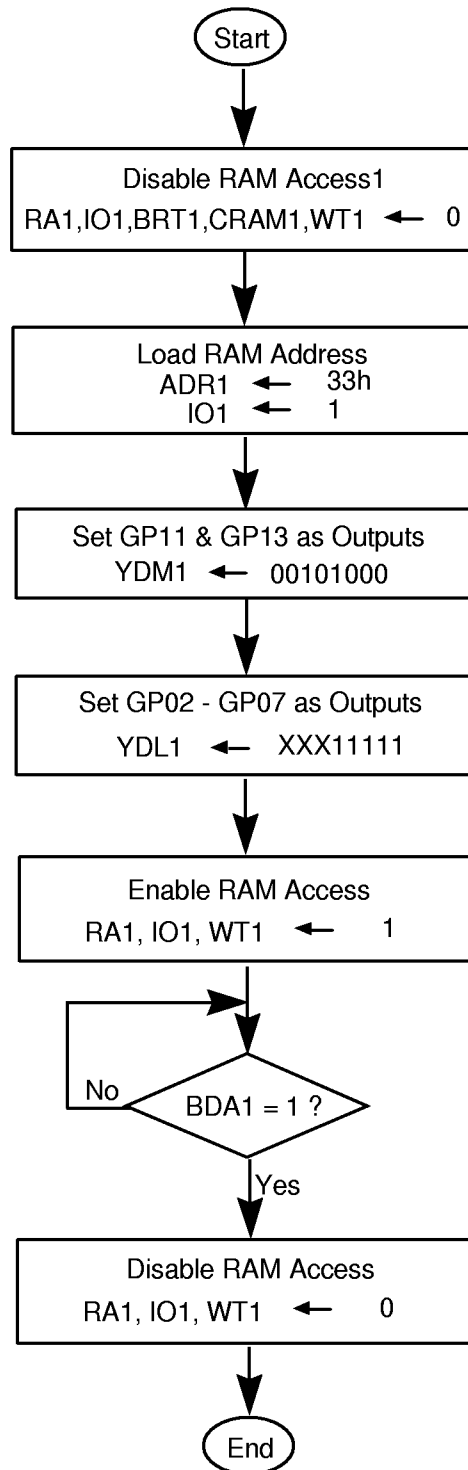 Start
Disable RAM Access1
RA1,IO1,BRT1,CRAM1,WT1 ← 0
Load RAM Address
ADR1 ← 33h
IO1 ← 1
Set GP11 & GP13 as Outputs
YDM1 ← 00101000
Set GP02 - GP07 as Outputs
YDL1 ← XXX11111
Enable RAM Access
RA1, IO1, WT1 ← 1
No
BDA1 = 1 ?
Yes
Disable RAM Access
RA1, IO1, WT1 ← 0
End